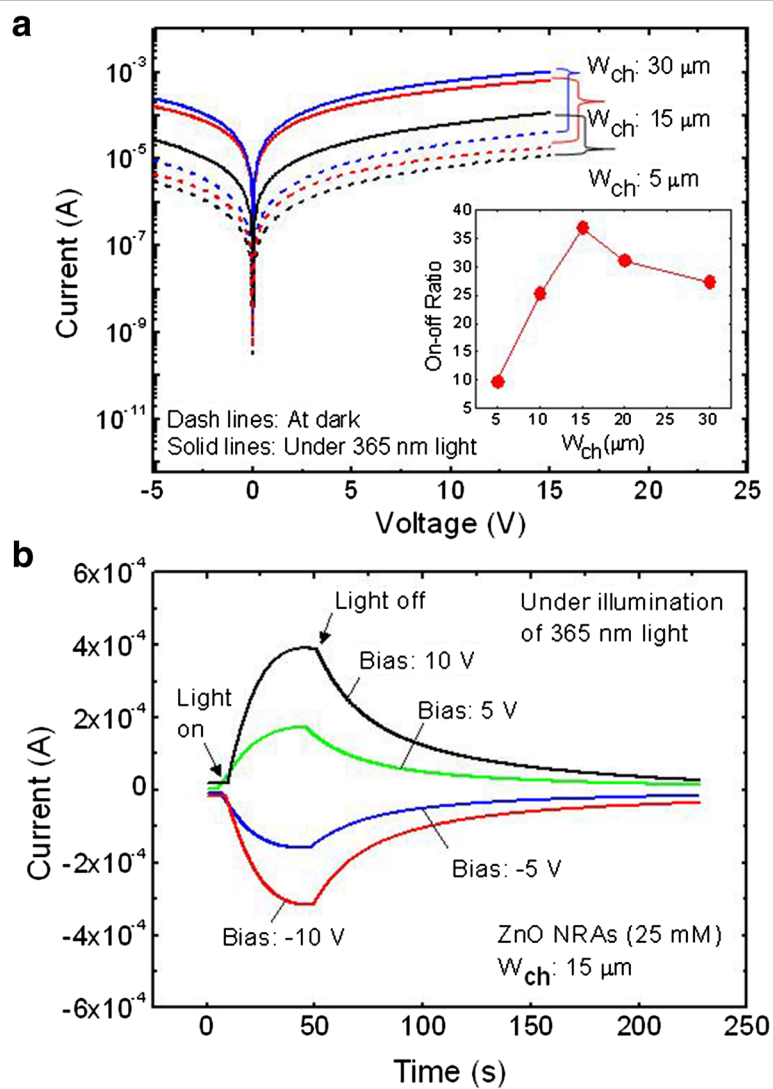 a
10⁻³
10⁻⁵
10⁻⁷
10⁻⁹
10⁻¹¹
Current (A)
W_ch: 30 μm
W_ch: 15 μm
W_ch: 5 μm
40
35
30
25
20
15
10
5
On-off Ratio
5 10 15 20 25 30
W_ch(μm)
Dash lines: At dark
Solid lines: Under 365 nm light
-5 0 5 10 15 20 25
Voltage (V)
b
6x10⁻⁴
4x10⁻⁴
2x10⁻⁴
0
-2x10⁻⁴
-4x10⁻⁴
-6x10⁻⁴
Current (A)
Light off
Under illumination
of 365 nm light
Bias: 10 V
Light
on
Bias: 5 V
Bias: -5 V
Bias: -10 V
ZnO NRAs (25 mM)
W_ch: 15 μm
0 50 100 150 200 250
Time (s)